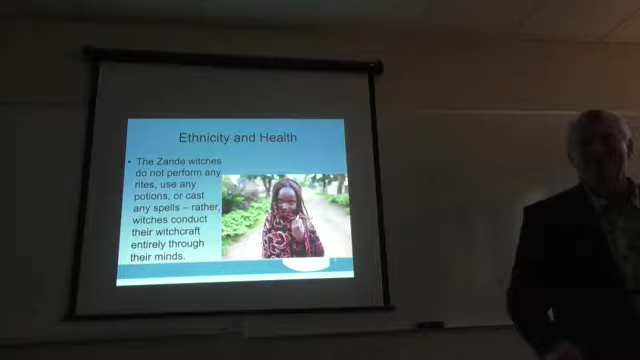 Ethnicity and Health
• The Zande witches
do not perform any
rites, use any
potions, or cast
any spells – rather,
witches conduct
their witchcraft
entirely through
their minds.